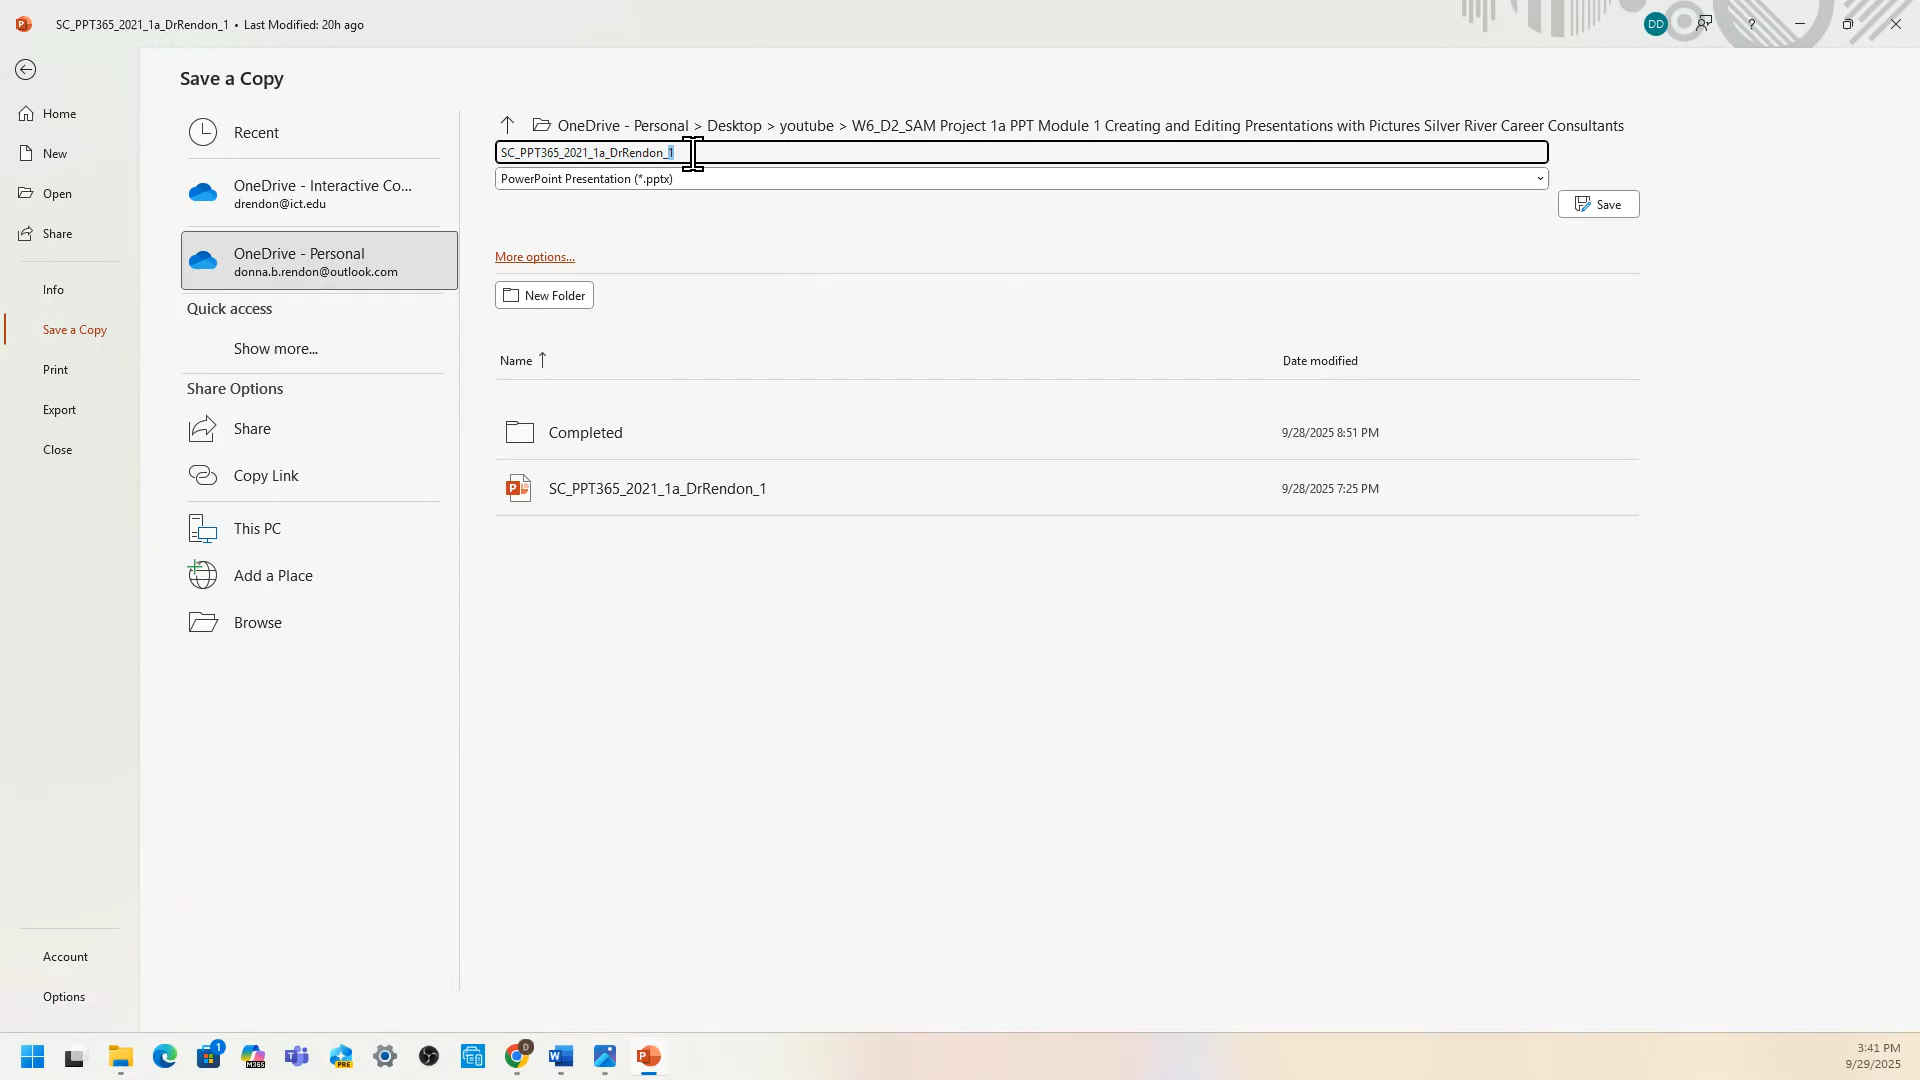 SC_PPT365_2021_1a_DrRendon_1 • Last Modified: 20h ago
DD
?
Save a Copy
Home
New
Open
Share
Info
Save a Copy
Print
Export
Close
Account
Options
Recent
OneDrive - Interactive Co...
drendon@ict.edu
OneDrive - Personal
donna.b.rendon@outlook.com
Quick access
Show more...
Share Options
Share
Copy Link
This PC
Add a Place
Browse
OneDrive - Personal > Desktop > youtube > W6_D2_SAM Project 1a PPT Module 1 Creating and Editing Presentations with Pictures Silver River Career Consultants
SC_PPT365_2021_1a_DrRendon_1
PowerPoint Presentation (*.pptx)
Save
More options...
New Folder
Name
Date modified
Completed
9/28/2025 8:51 PM
SC_PPT365_2021_1a_DrRendon_1
9/28/2025 7:25 PM
1
M365
PRE
D
3:41 PM
9/29/2025